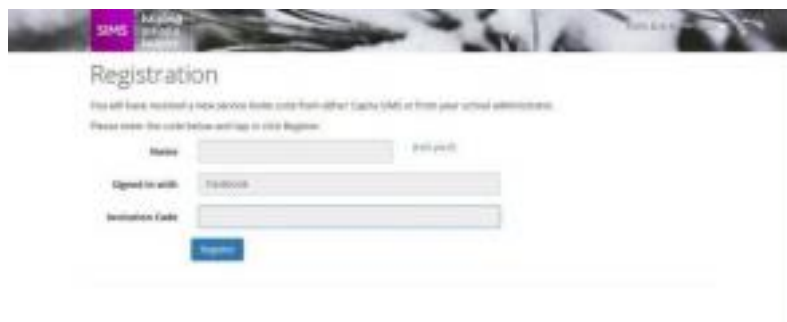 SIMS
Registration
You will have received a new service invite code from either Capita SIMS or from your school administrator.
Please enter the code below and tap or click Register.
Name
Signed in with Facebook
Invitation Code
Register